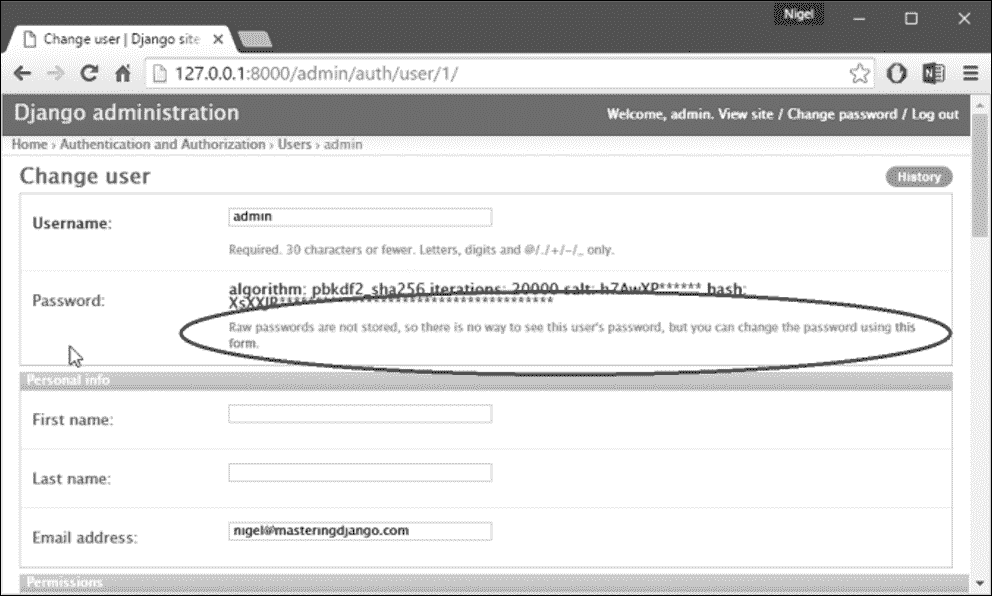 Nigel
Change user | Django site
127.0.0.1:8000/admin/auth/user/1/
Django administration
Welcome, admin. View site / Change password / Log out
Home › Authentication and Authorization › Users › admin
Change user
History
Username:
admin
Required. 30 characters or fewer. Letters, digits and @/./+/-/_ only.
Password:
algorithm: pbkdf2_sha256 iterations: 20000 salt: h7AwXP****** hash:
XsXXJR**************************************
Raw passwords are not stored, so there is no way to see this user's password, but you can change the password using this
form.
Personal info
First name:
Last name:
Email address:
nigel@masteringdjango.com
Permissions